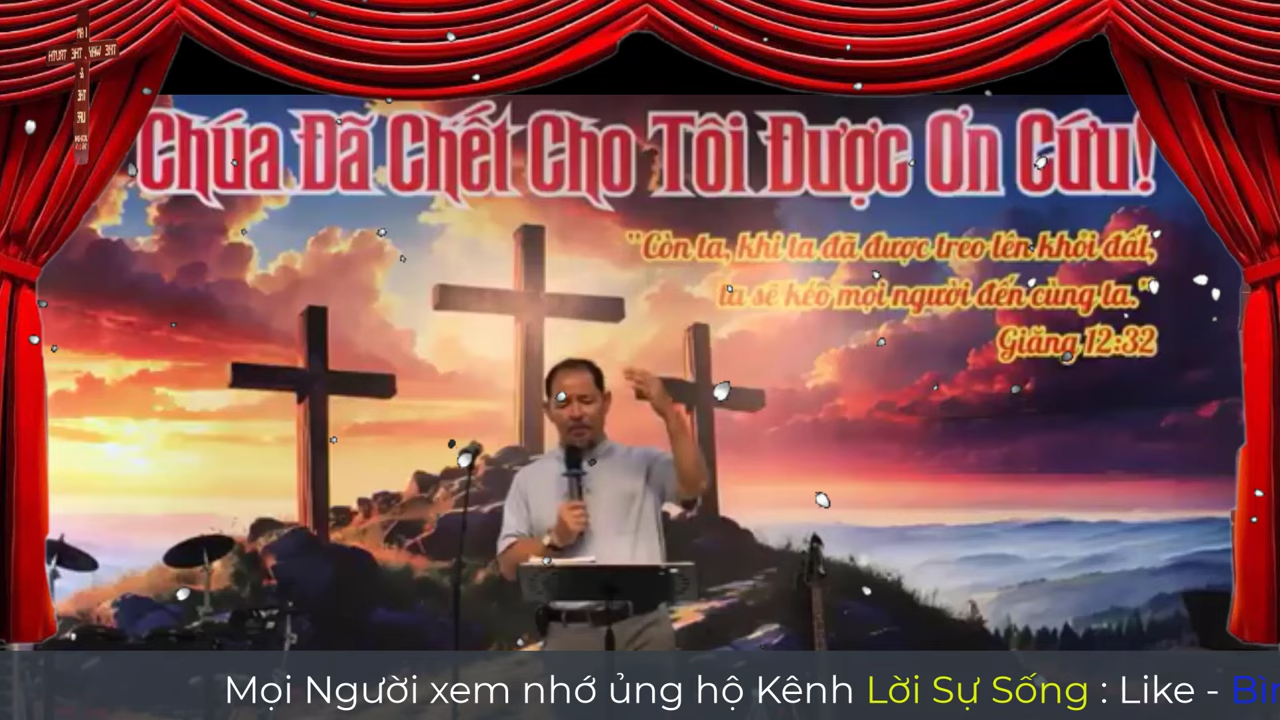 Chúa Đã Chết Cho Tôi Được Ơn Cứu!
"Còn ta, khi ta đã được treo lên khỏi đất,
ta sẽ kéo mọi người đến cùng ta."
Giăng 12:32
Mọi Người xem nhớ ủng hộ Kênh Lời Sự Sống : Like -